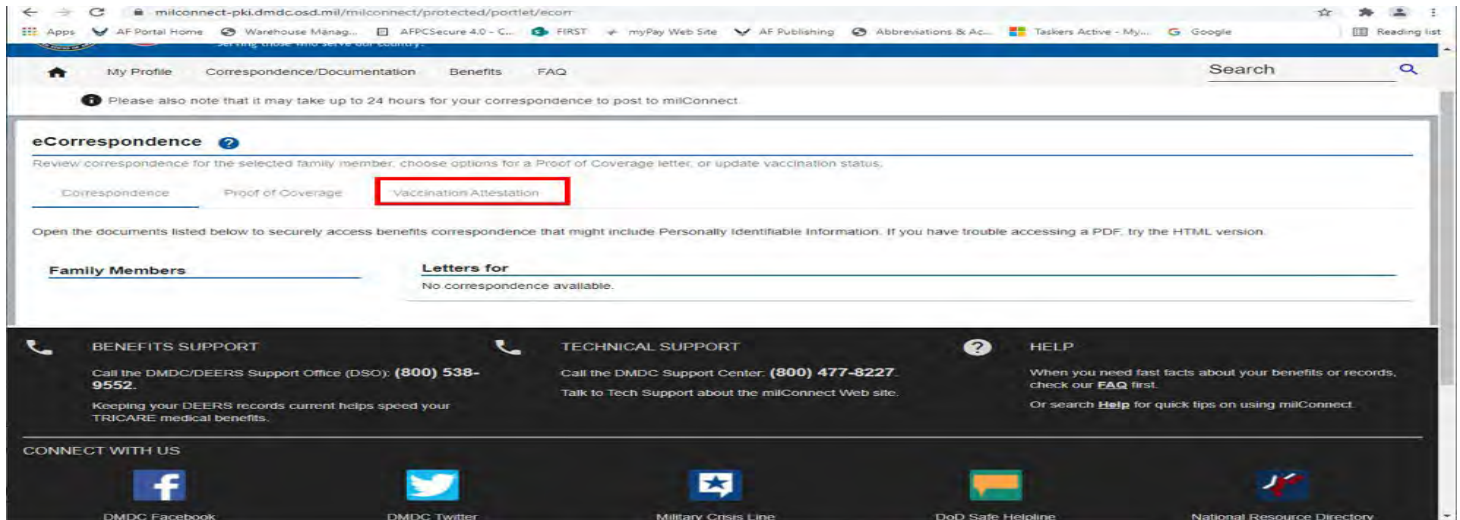 milconnect-pki.dmdc.osd.mil/milconnect/protected/portlet/ecorr
Apps AF Portal Home Warehouse Manag... AFPCSecure 4.0 - C... FIRST myPay Web Site AF Publishing Abbreviations & Ac... Taskers Active - My... Google Reading list
Serving those who serve our country.
My Profile Correspondence/Documentation Benefits FAQ Search
Please also note that it may take up to 24 hours for your correspondence to post to milConnect.
eCorrespondence ?
Review correspondence for the selected family member, choose options for a Proof of Coverage letter, or update vaccination status.
Correspondence Proof of Coverage Vaccination Attestation
Open the documents listed below to securely access benefits correspondence that might include Personally Identifiable Information. If you have trouble accessing a PDF, try the HTML version.
Family Members Letters for
No correspondence available.
BENEFITS SUPPORT
Call the DMDC/DEERS Support Office (DSO): (800) 538-
9552.
Keeping your DEERS records current helps speed your
TRICARE medical benefits.
TECHNICAL SUPPORT
Call the DMDC Support Center: (800) 477-8227.
Talk to Tech Support about the milConnect Web site.
? HELP
When you need fast facts about your benefits or records,
check our FAQ first.
Or search Help for quick tips on using milConnect.
CONNECT WITH US
DMDC Facebook DMDC Twitter Military Crisis Line DoD Safe Helpline National Resource Directory